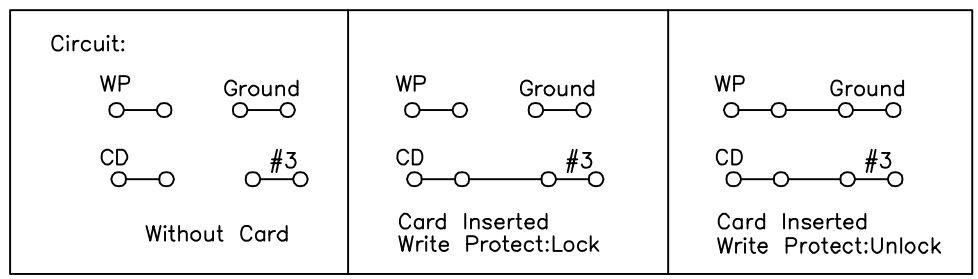 Circuit:
WP Ground
CD #3
Without Card
WP Ground
CD #3
Card Inserted
Write Protect:Lock
WP Ground
CD #3
Card Inserted
Write Protect:Unlock